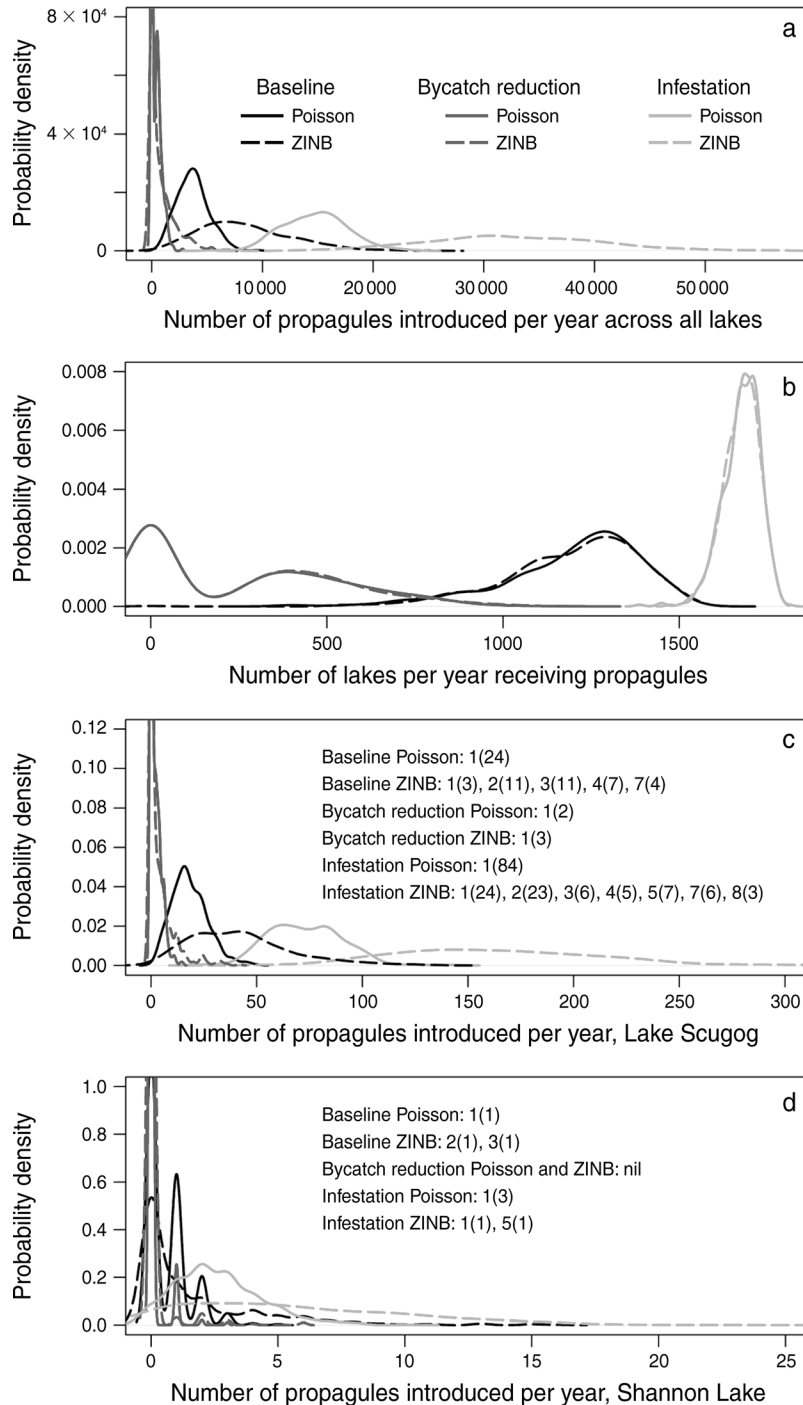 a
8 × 10⁴
4 × 10⁴
0
Probability density
Baseline Bycatch reduction Infestation
Poisson Poisson Poisson
ZINB ZINB ZINB
0 10 000 20 000 30 000 40 000 50 000
Number of propagules introduced per year across all lakes
b
0.008
0.006
0.004
0.002
0.000
Probability density
0 500 1000 1500
Number of lakes per year receiving propagules
c
0.12
0.10
0.08
0.06
0.04
0.02
0.00
Probability density
Baseline Poisson: 1(24)
Baseline ZINB: 1(3), 2(11), 3(11), 4(7), 7(4)
Bycatch reduction Poisson: 1(2)
Bycatch reduction ZINB: 1(3)
Infestation Poisson: 1(84)
Infestation ZINB: 1(24), 2(23), 3(6), 4(5), 5(7), 7(6), 8(3)
0 50 100 150 200 250 300
Number of propagules introduced per year, Lake Scugog
d
1.0
0.8
0.6
0.4
0.2
0.0
Probability density
Baseline Poisson: 1(1)
Baseline ZINB: 2(1), 3(1)
Bycatch reduction Poisson and ZINB: nil
Infestation Poisson: 1(3)
Infestation ZINB: 1(1), 5(1)
0 5 10 15 20 25
Number of propagules introduced per year, Shannon Lake